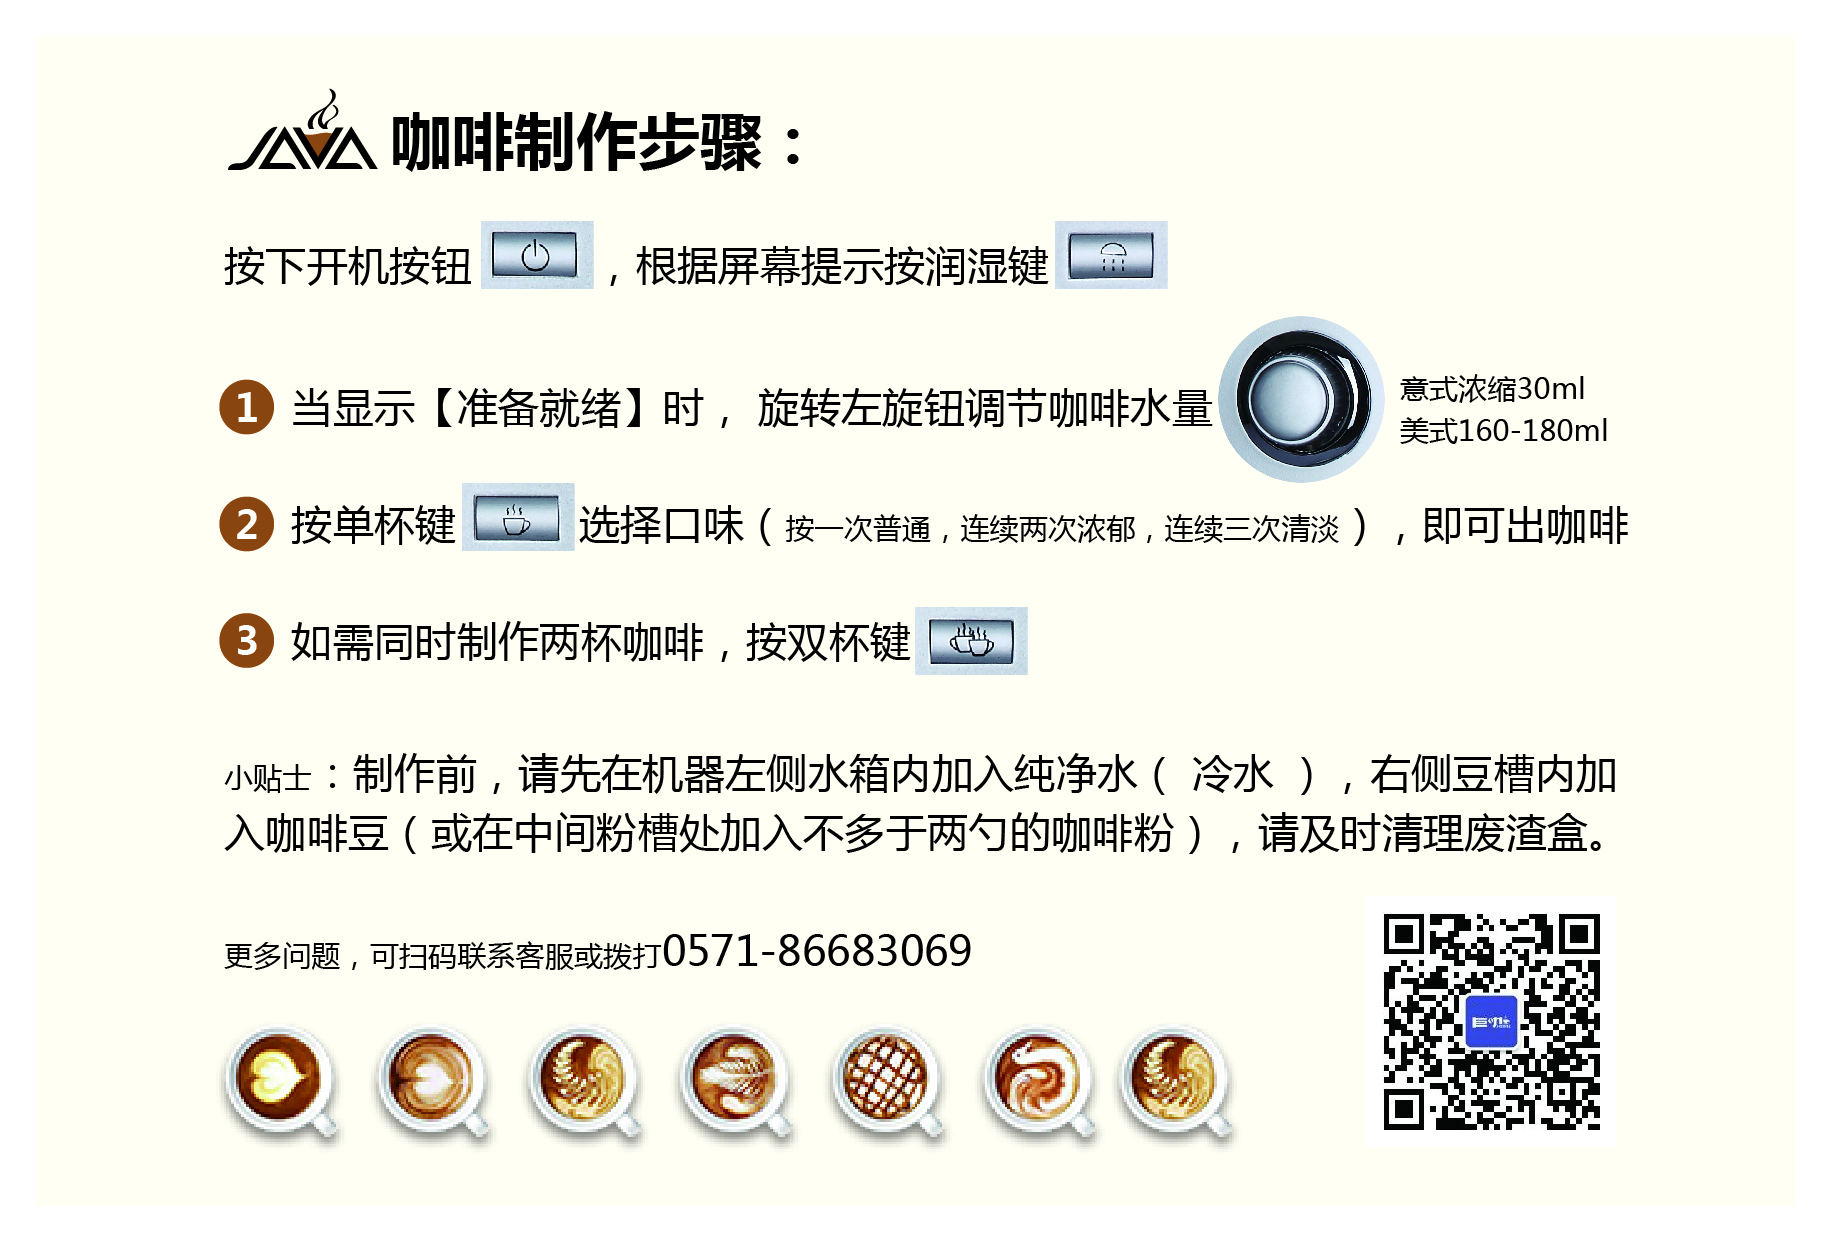 JAVA 咖啡制作步骤：
按下开机按钮，根据屏幕提示按润湿键
1 当显示【准备就绪】时， 旋转左旋钮调节咖啡水量
意式浓缩30ml
美式160-180ml
2 按单杯键选择口味（按一次普通，连续两次浓郁，连续三次清淡），即可出咖啡
3 如需同时制作两杯咖啡，按双杯键
小贴士：制作前，请先在机器左侧水箱内加入纯净水（ 冷水 ），右侧豆槽内加
入咖啡豆（或在中间粉槽处加入不多于两勺的咖啡粉），请及时清理废渣盒。
更多问题，可扫码联系客服或拨打0571-86683069